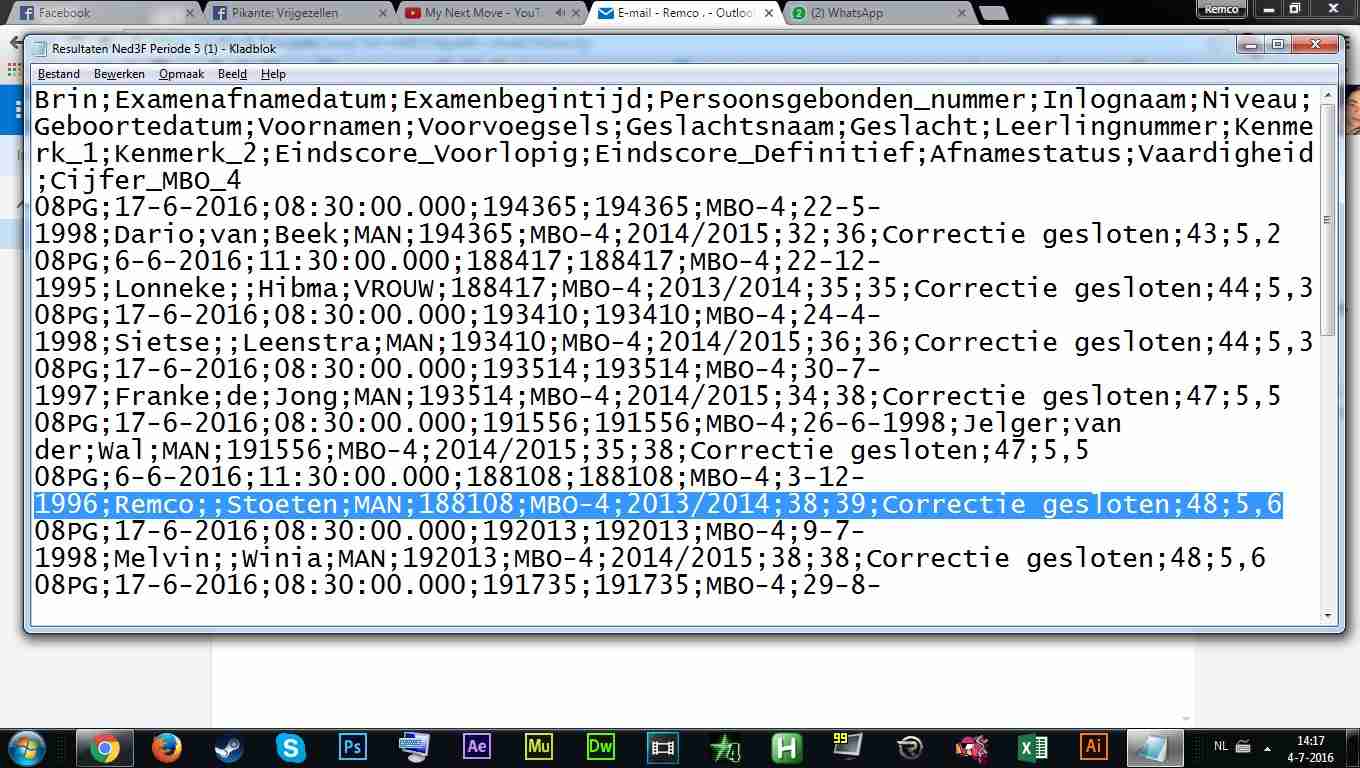 Facebook
Pikante: Vrijgezellen
My Next Move - YouT
E-mail - Remco . - Outloo
2 (2) WhatsApp
Remco
Resultaten Ned3F Periode 5 (1) - Kladblok
Bestand Bewerken Opmaak Beeld Help
Brin;Examenafnamedatum;Examenbegintijd;Persoonsgebonden_nummer;Inlognaam;Niveau;
Geboortedatum;Voornamen;Voorvoegsels;Geslachtsnaam;Geslacht;Leerlingnummer;Kenme
rk_1;Kenmerk_2;Eindscore_Voorlopig;Eindscore_Definitief;Afnamestatus;Vaardigheid
;Cijfer_MBO_4
08PG;17-6-2016;08:30:00.000;194365;194365;MBO-4;22-5-
1998;Dario;van;Beek;MAN;194365;MBO-4;2014/2015;32;36;Correctie gesloten;43;5,2
08PG;6-6-2016;11:30:00.000;188417;188417;MBO-4;22-12-
1995;Lonneke;;Hibma;VROUW;188417;MBO-4;2013/2014;35;35;Correctie gesloten;44;5,3
08PG;17-6-2016;08:30:00.000;193410;193410;MBO-4;24-4-
1998;Sietse;;Leenstra;MAN;193410;MBO-4;2014/2015;36;36;Correctie gesloten;44;5,3
08PG;17-6-2016;08:30:00.000;193514;193514;MBO-4;30-7-
1997;Franke;de;Jong;MAN;193514;MBO-4;2014/2015;34;38;Correctie gesloten;47;5,5
08PG;17-6-2016;08:30:00.000;191556;191556;MBO-4;26-6-1998;Jelger;van
der;Wal;MAN;191556;MBO-4;2014/2015;35;38;Correctie gesloten;47;5,5
08PG;6-6-2016;11:30:00.000;188108;188108;MBO-4;3-12-
1996;Remco;;Stoeten;MAN;188108;MBO-4;2013/2014;38;39;Correctie gesloten;48;5,6
08PG;17-6-2016;08:30:00.000;192013;192013;MBO-4;9-7-
1998;Melvin;;Winia;MAN;192013;MBO-4;2014/2015;38;38;Correctie gesloten;48;5,6
08PG;17-6-2016;08:30:00.000;191735;191735;MBO-4;29-8-
Ps
Ae
Mu
Dw
H
99
Ai
NL
14:17
4-7-2016